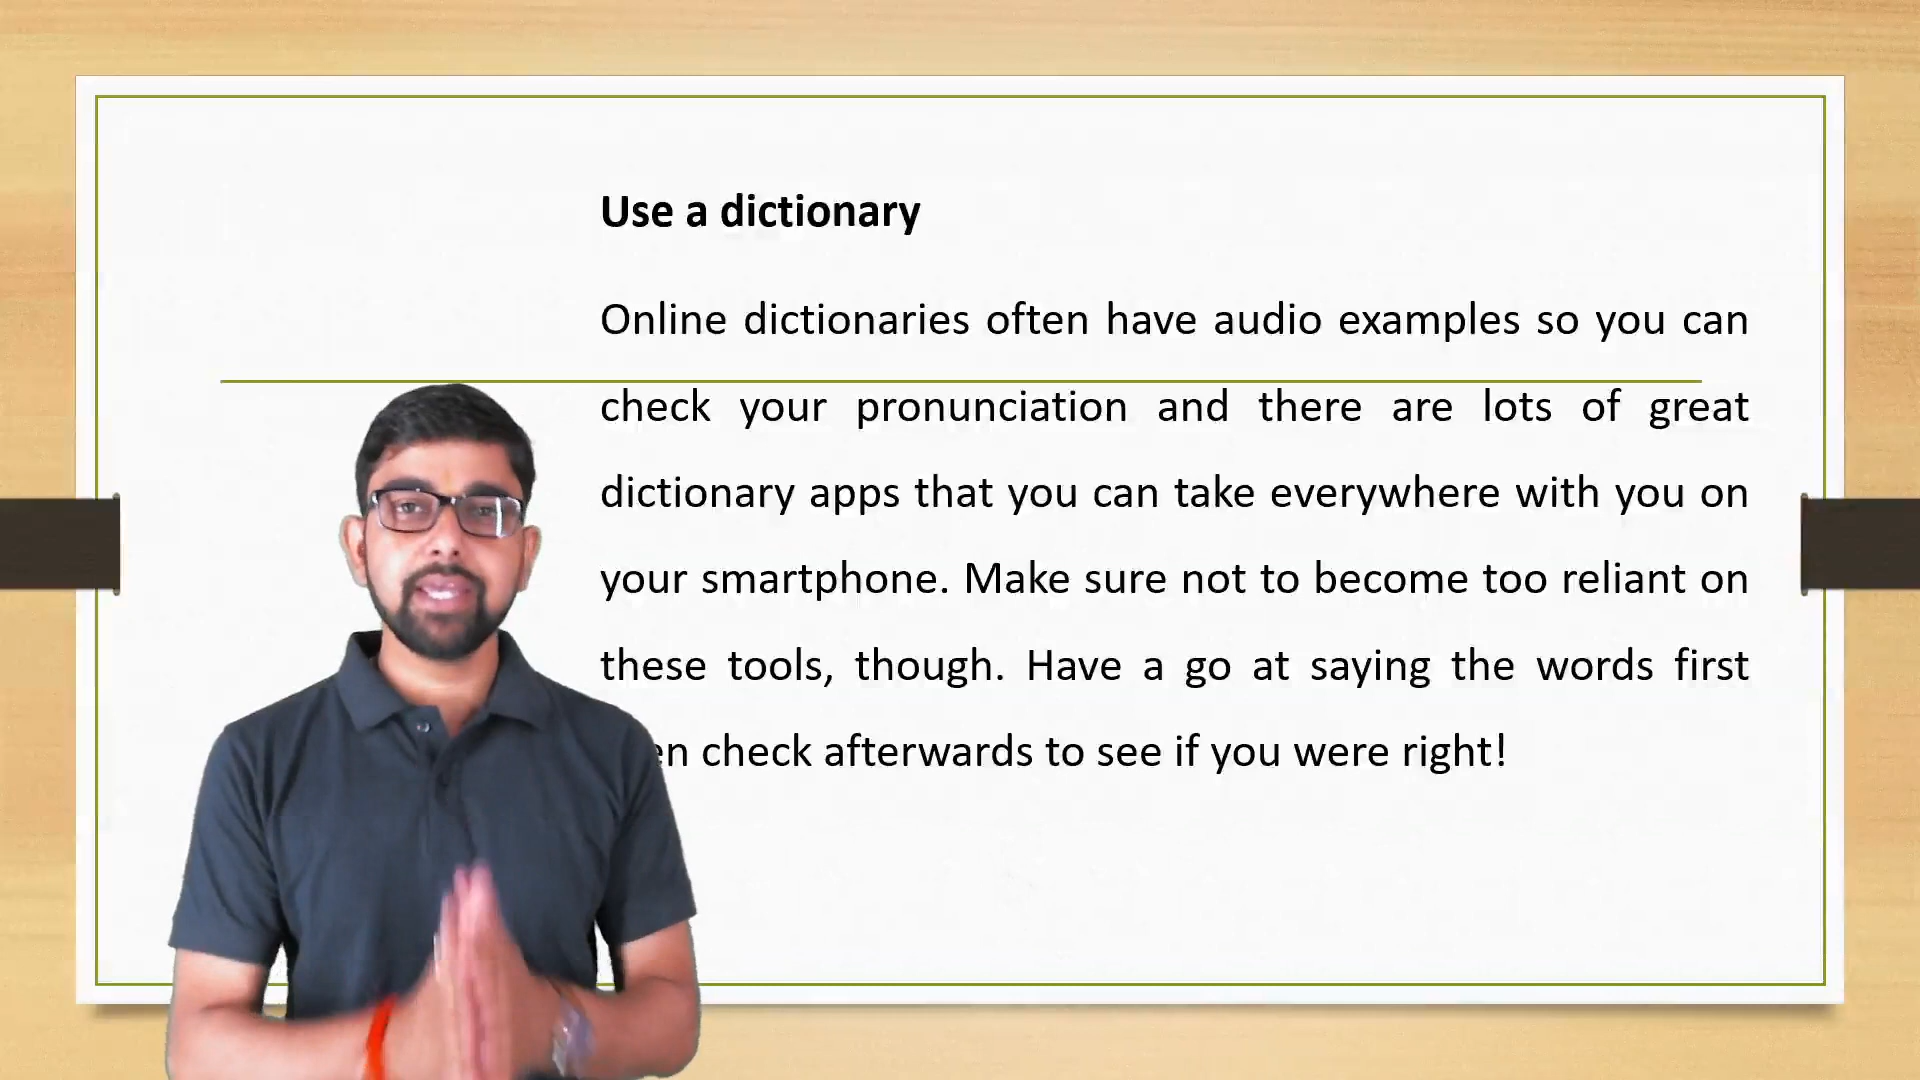 Use a dictionary
Online dictionaries often have audio examples so you can
check your pronunciation and there are lots of great
dictionary apps that you can take everywhere with you on
your smartphone. Make sure not to become too reliant on
these tools, though. Have a go at saying the words first
check afterwards to see if you were right!